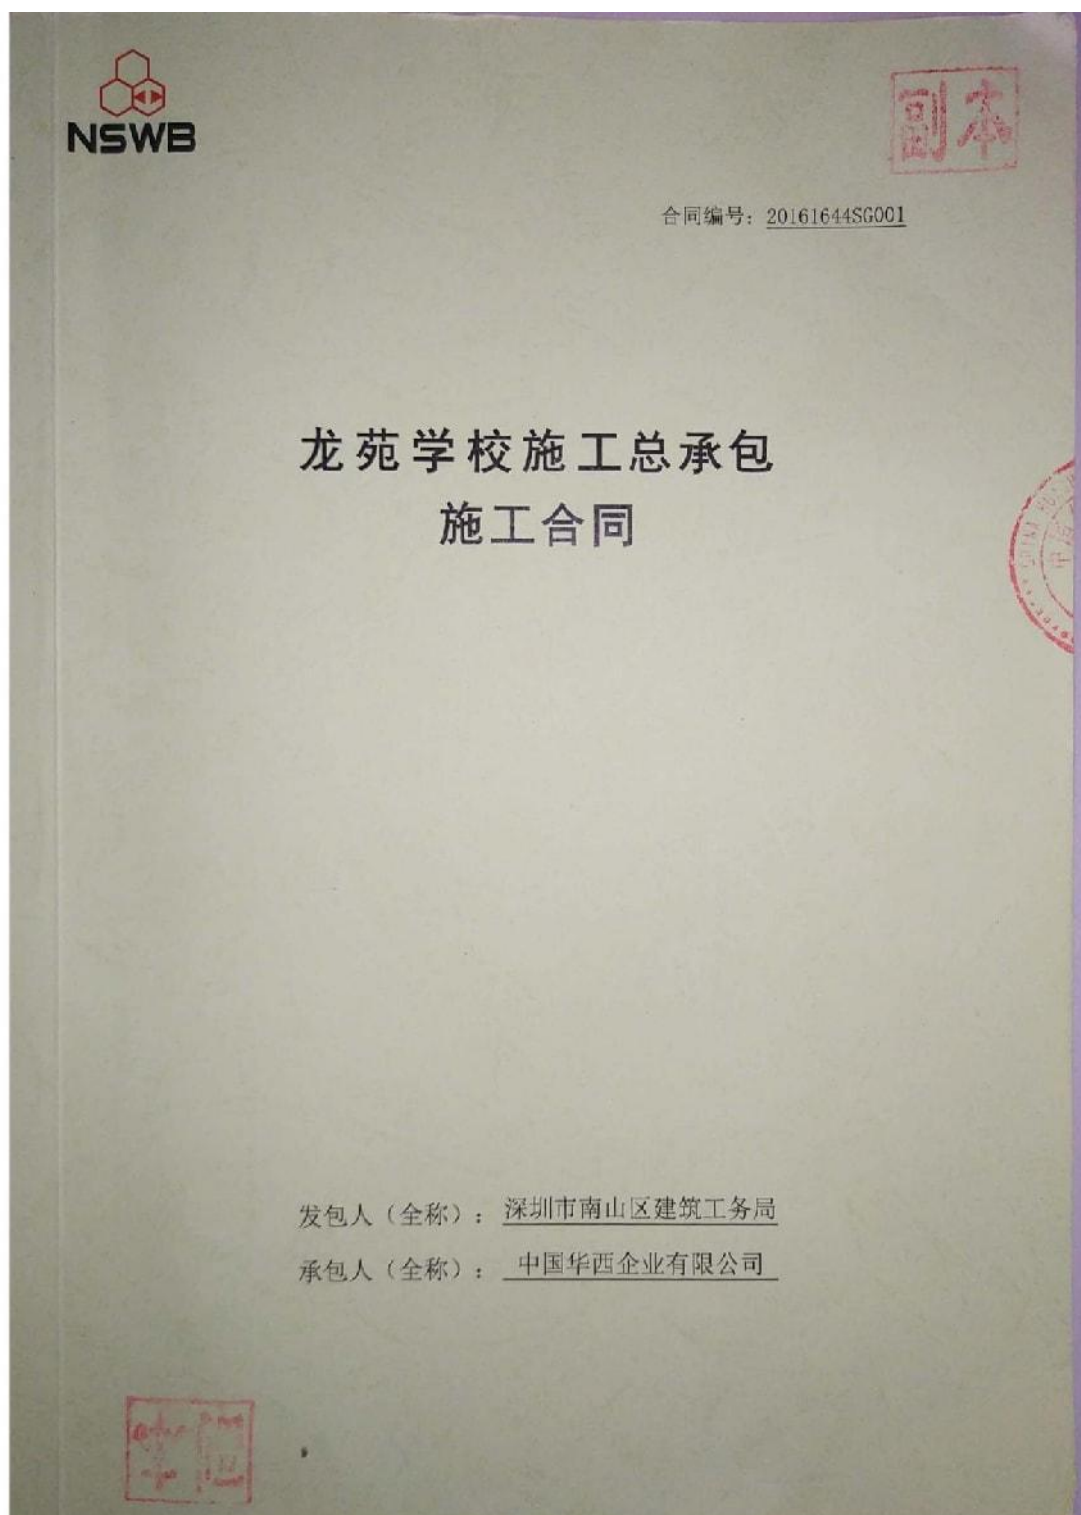 NSWB
副本
合同编号：20161644SG001
龙苑学校施工总承包
施工合同
发包人（全称）：深圳市南山区建筑工务局
承包人（全称）：中国华西企业有限公司